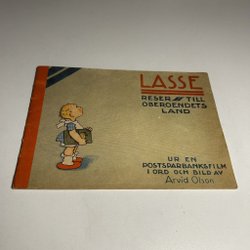 LASSE
RESER TILL
OBEROENDETS
LAND
UR EN
POSTSPARBANKSFILM
I ORD OCH BILD AV
Arvid Olson